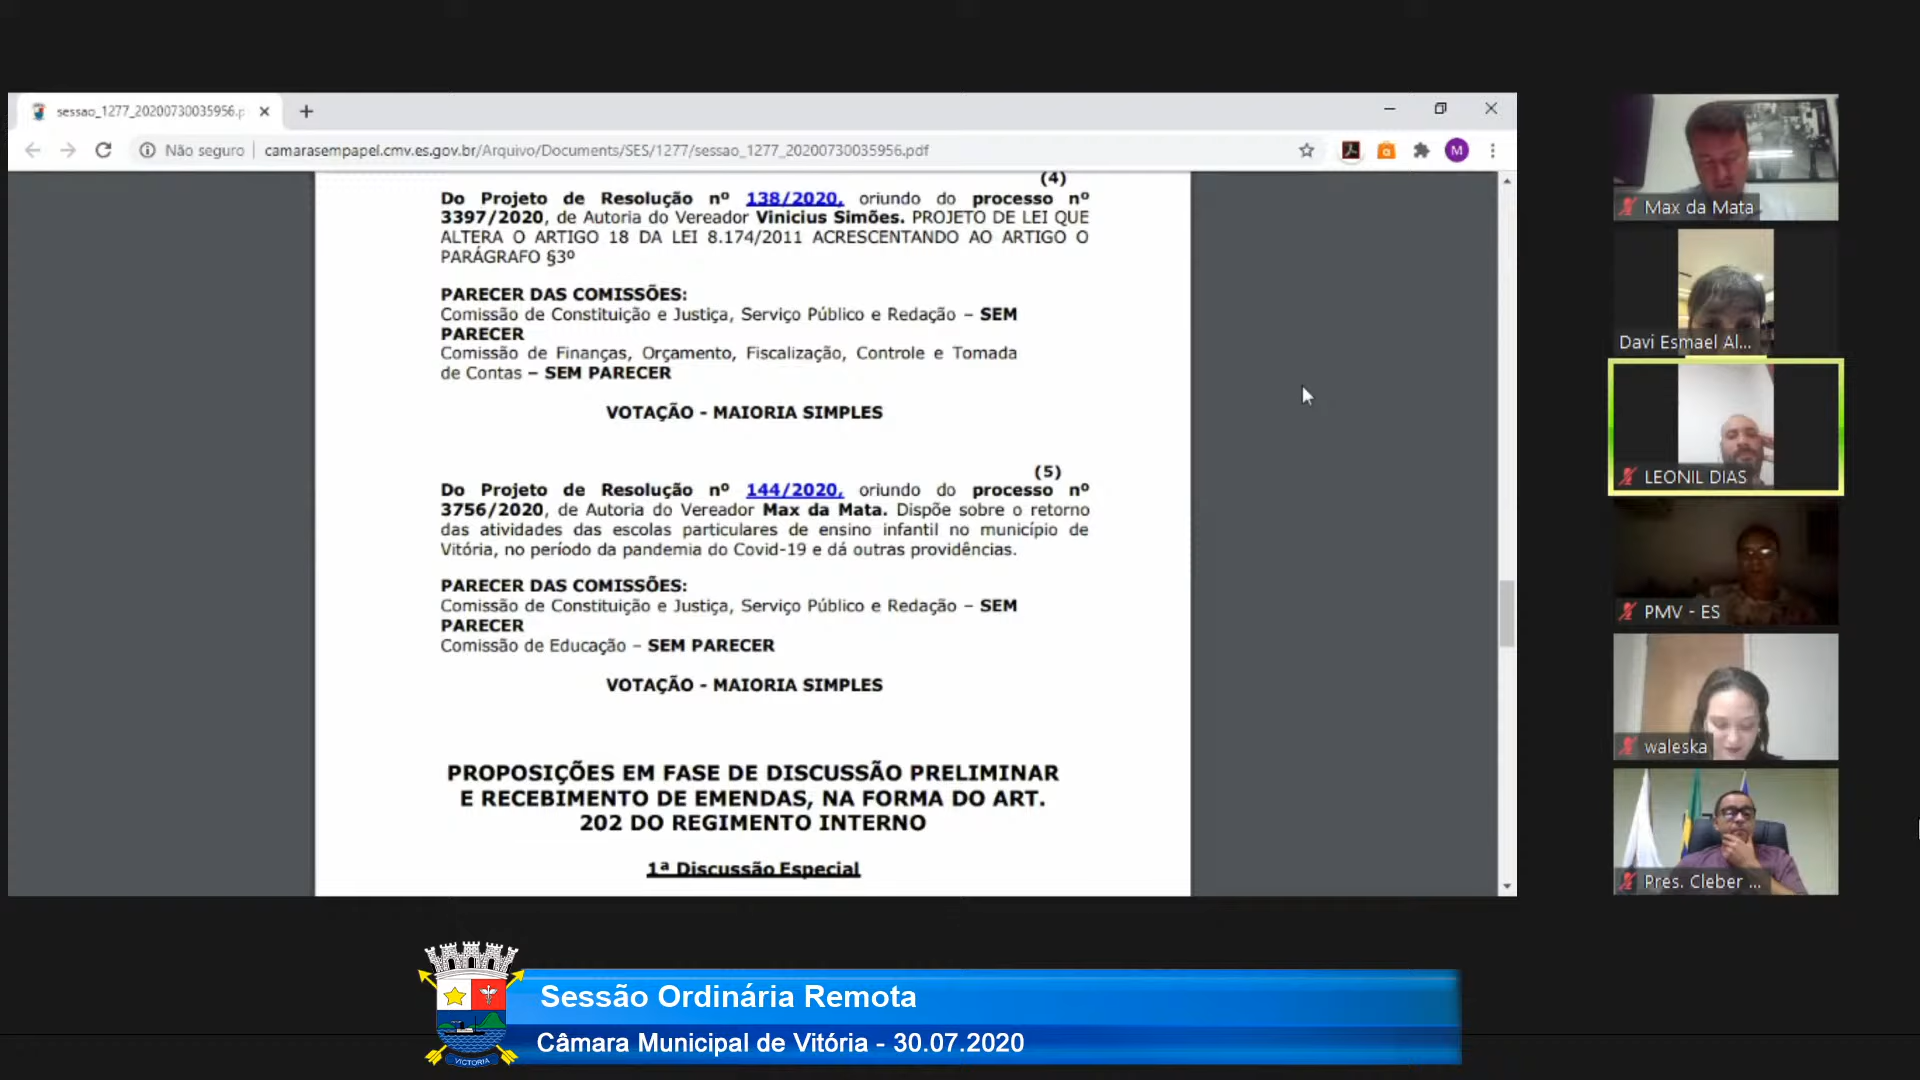 sessao_1277_20200730035956.p
Não seguro
camarasempapel.cmv.es.gov.br/Arquivo/Documents/SES/1277/sessao_1277_20200730035956.pdf
M
(4)
Do Projeto de Resolução nº 138/2020, oriundo do processo nº
3397/2020, de Autoria do Vereador Vinicius Simões. PROJETO DE LEI QUE
ALTERA O ARTIGO 18 DA LEI 8.174/2011 ACRESCENTANDO AO ARTIGO O
PARÁGRAFO §3º
PARECER DAS COMISSÕES:
Comissão de Constituição e Justiça, Serviço Público e Redação – SEM
PARECER
Comissão de Finanças, Orçamento, Fiscalização, Controle e Tomada
de Contas – SEM PARECER
VOTAÇÃO - MAIORIA SIMPLES
(5)
Do Projeto de Resolução nº 144/2020, oriundo do processo nº
3756/2020, de Autoria do Vereador Max da Mata. Dispõe sobre o retorno
das atividades das escolas particulares de ensino infantil no município de
Vitória, no período da pandemia do Covid-19 e dá outras providências.
PARECER DAS COMISSÕES:
Comissão de Constituição e Justiça, Serviço Público e Redação – SEM
PARECER
Comissão de Educação – SEM PARECER
VOTAÇÃO - MAIORIA SIMPLES
PROPOSIÇÕES EM FASE DE DISCUSSÃO PRELIMINAR
E RECEBIMENTO DE EMENDAS, NA FORMA DO ART.
202 DO REGIMENTO INTERNO
1ª Discussão Especial
Max da Mata
Davi Esmael Al...
LEONIL DIAS
PMV - ES
waleska
Pres. Cleber ...
Sessão Ordinária Remota
Câmara Municipal de Vitória - 30.07.2020
VICTORIA